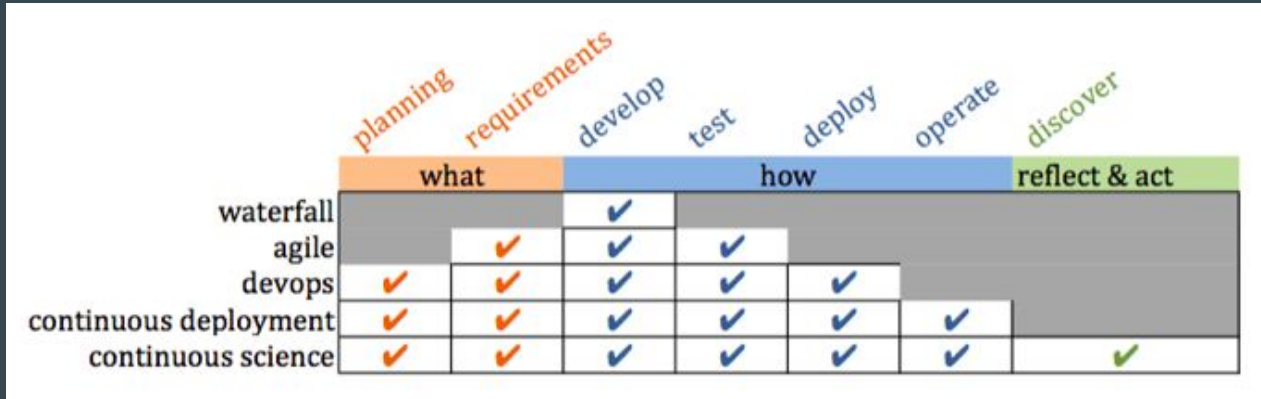 planning requirements develop test deploy operate discover
what how reflect & act
waterfall ✔
agile ✔ ✔ ✔
devops ✔ ✔ ✔ ✔ ✔
continuous deployment ✔ ✔ ✔ ✔ ✔ ✔
continuous science ✔ ✔ ✔ ✔ ✔ ✔ ✔